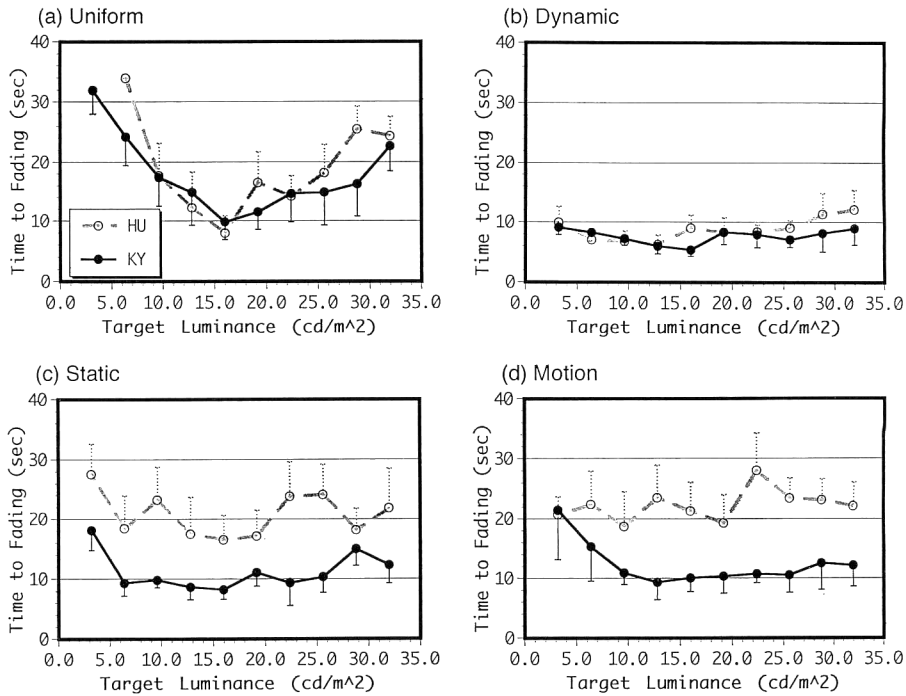 (a) Uniform
Time to Fading (sec)
40
30
20
10
0
HU
KY
0.0 5.0 10.0 15.0 20.0 25.0 30.0 35.0
Target Luminance (cd/m^2)
(b) Dynamic
Time to Fading (sec)
40
30
20
10
0
0.0 5.0 10.0 15.0 20.0 25.0 30.0 35.0
Target Luminance (cd/m^2)
(c) Static
Time to Fading (sec)
40
30
20
10
0
0.0 5.0 10.0 15.0 20.0 25.0 30.0 35.0
Target Luminance (cd/m^2)
(d) Motion
Time to Fading (sec)
40
30
20
10
0
0.0 5.0 10.0 15.0 20.0 25.0 30.0 35.0
Target Luminance (cd/m^2)